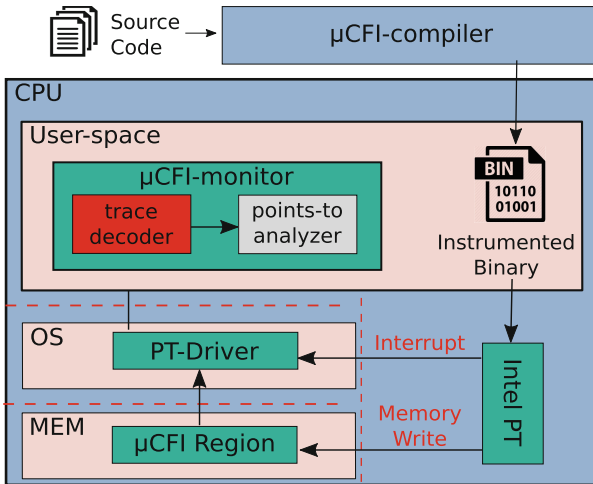 Source
Code
μCFI-compiler
CPU
User-space
μCFI-monitor
trace
decoder
points-to
analyzer
BIN
10110
01001
Instrumented
Binary
OS
PT-Driver
Interrupt
Intel PT
MEM
μCFI Region
Memory
Write